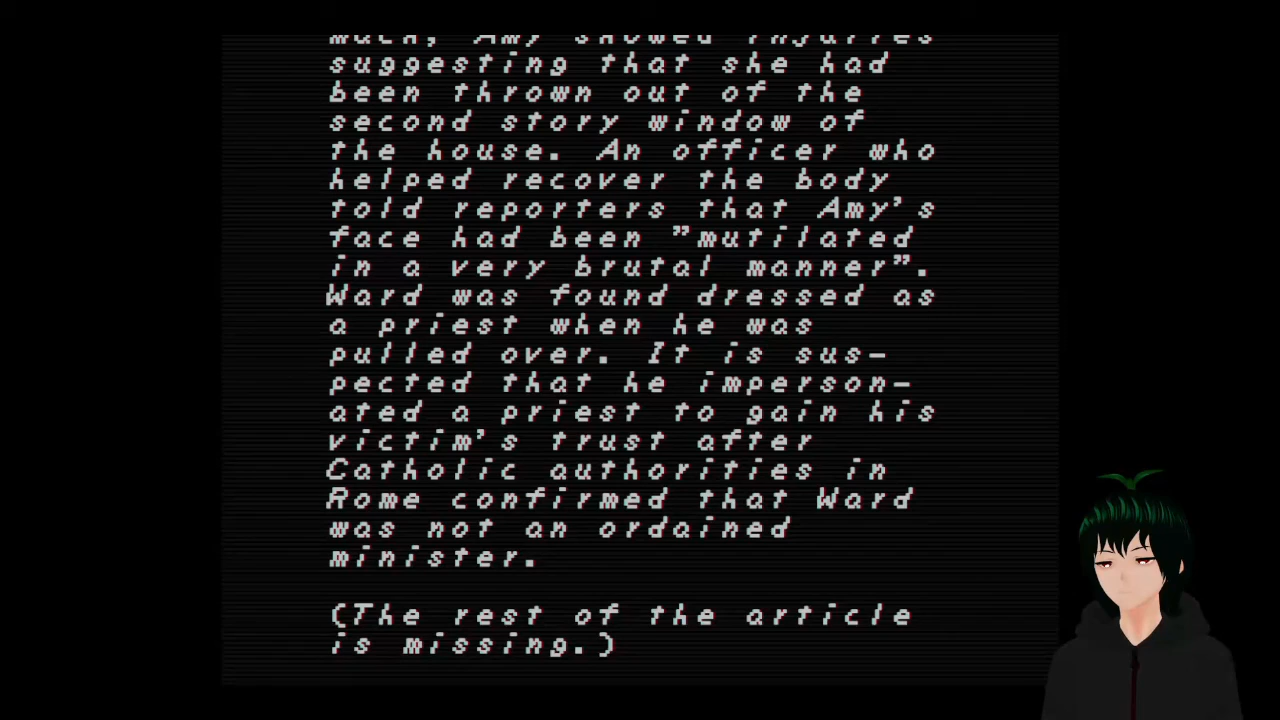 much, Amy showed injuries
suggesting that she had
been thrown out of the
second story window of
the house. An officer who
helped recover the body
told reporters that Amy's
face had been "mutilated
in a very brutal manner".
Ward was found dressed as
a priest when he was
pulled over. It is sus-
pected that he imperson-
ated a priest to gain his
victim's trust after
Catholic authorities in
Rome confirmed that Ward
was not an ordained
minister.
(The rest of the article
is missing.)